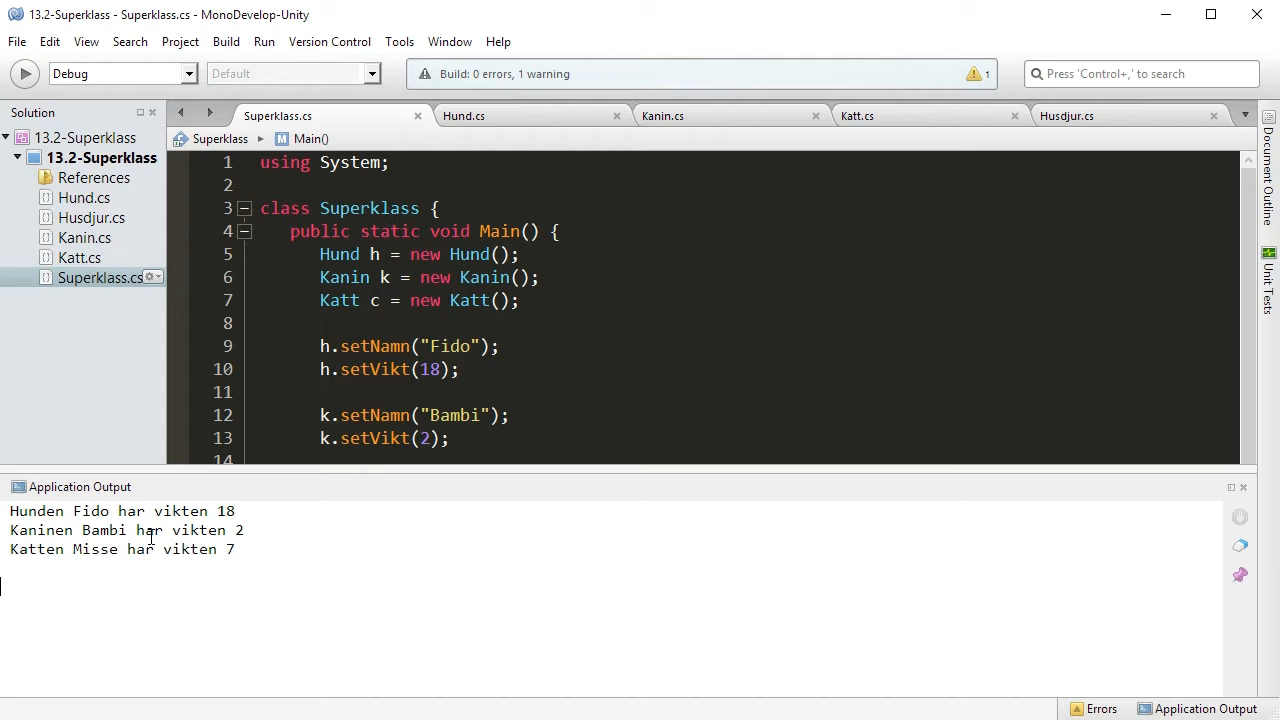 13.2-Superklass - Superklass.cs - MonoDevelop-Unity
File Edit View Search Project Build Run Version Control Tools Window Help
Debug Default Build: 0 errors, 1 warning 1 Press 'Control+,' to search
Solution
13.2-Superklass
13.2-Superklass
References
Hund.cs
Husdjur.cs
Kanin.cs
Katt.cs
Superklass.cs
Superklass.cs Hund.cs Kanin.cs Katt.cs Husdjur.cs
Superklass Main()
1 using System;
2
3 class Superklass {
4 public static void Main() {
5 Hund h = new Hund();
6 Kanin k = new Kanin();
7 Katt c = new Katt();
8
9 h.setNamn("Fido");
10 h.setVikt(18);
11
12 k.setNamn("Bambi");
13 k.setVikt(2);
14
Document Outline
Unit Tests
Application Output
Hunden Fido har vikten 18
Kaninen Bambi har vikten 2
Katten Misse har vikten 7
Errors Application Output